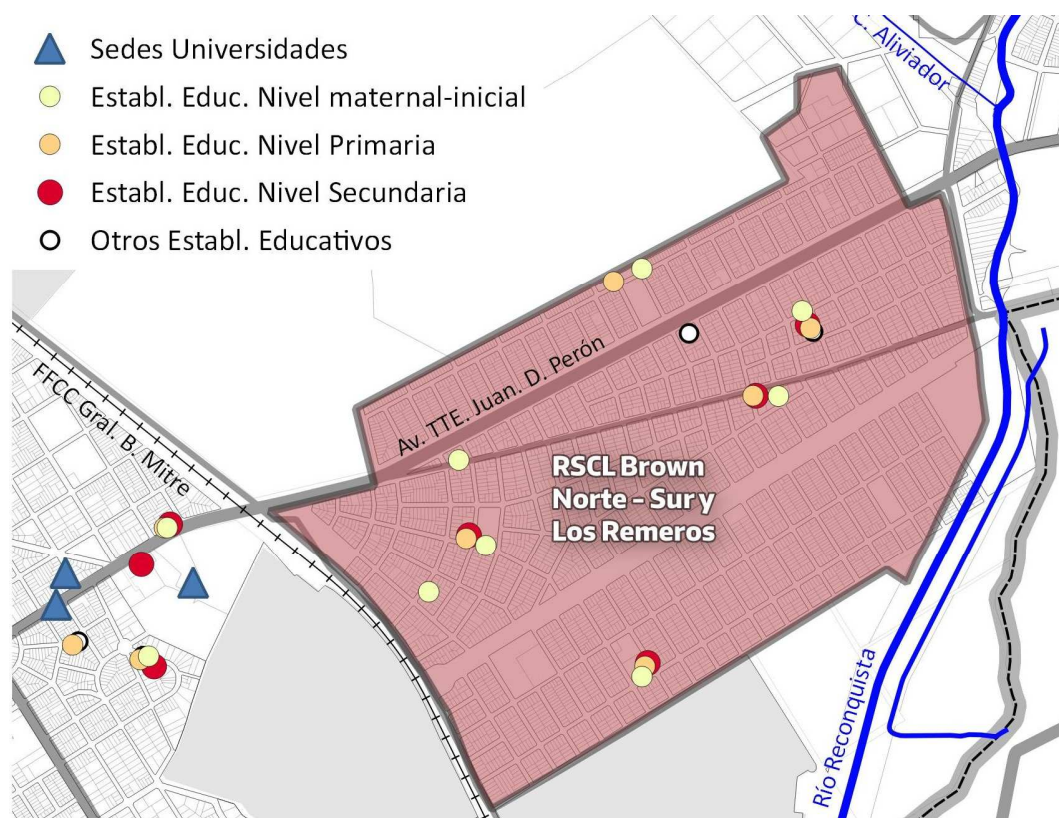 Sedes Universidades
Establ. Educ. Nivel maternal-inicial
Establ. Educ. Nivel Primaria
Establ. Educ. Nivel Secundaria
Otros Establ. Educativos
C. Aliviador
FFCC Gral. B. Mitre
Av. TTE. Juan. D. Perón
RSCL Brown
Norte - Sur y
Los Remeros
Río Reconquista